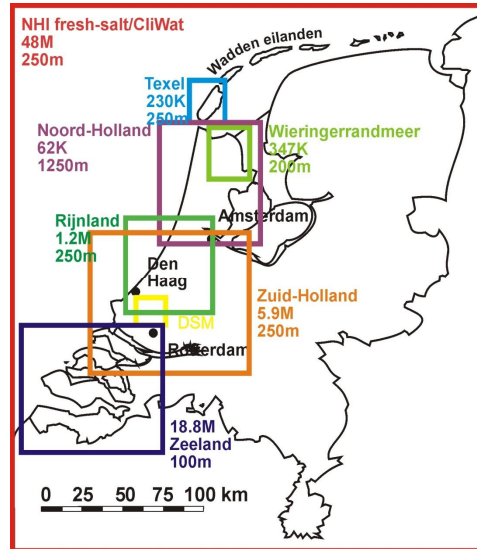 NHI fresh-salt/CliWat
48M
250m
Wadden eilanden
Texel
230K
250m
Noord-Holland
62K
1250m
Wieringerrandmeer
347K
200m
Amsterdam
Rijnland
1.2M
250m
Den
Haag
Zuid-Holland
5.9M
250m
DSM
Rotterdam
18.8M
Zeeland
100m
0 25 50 75 100 km